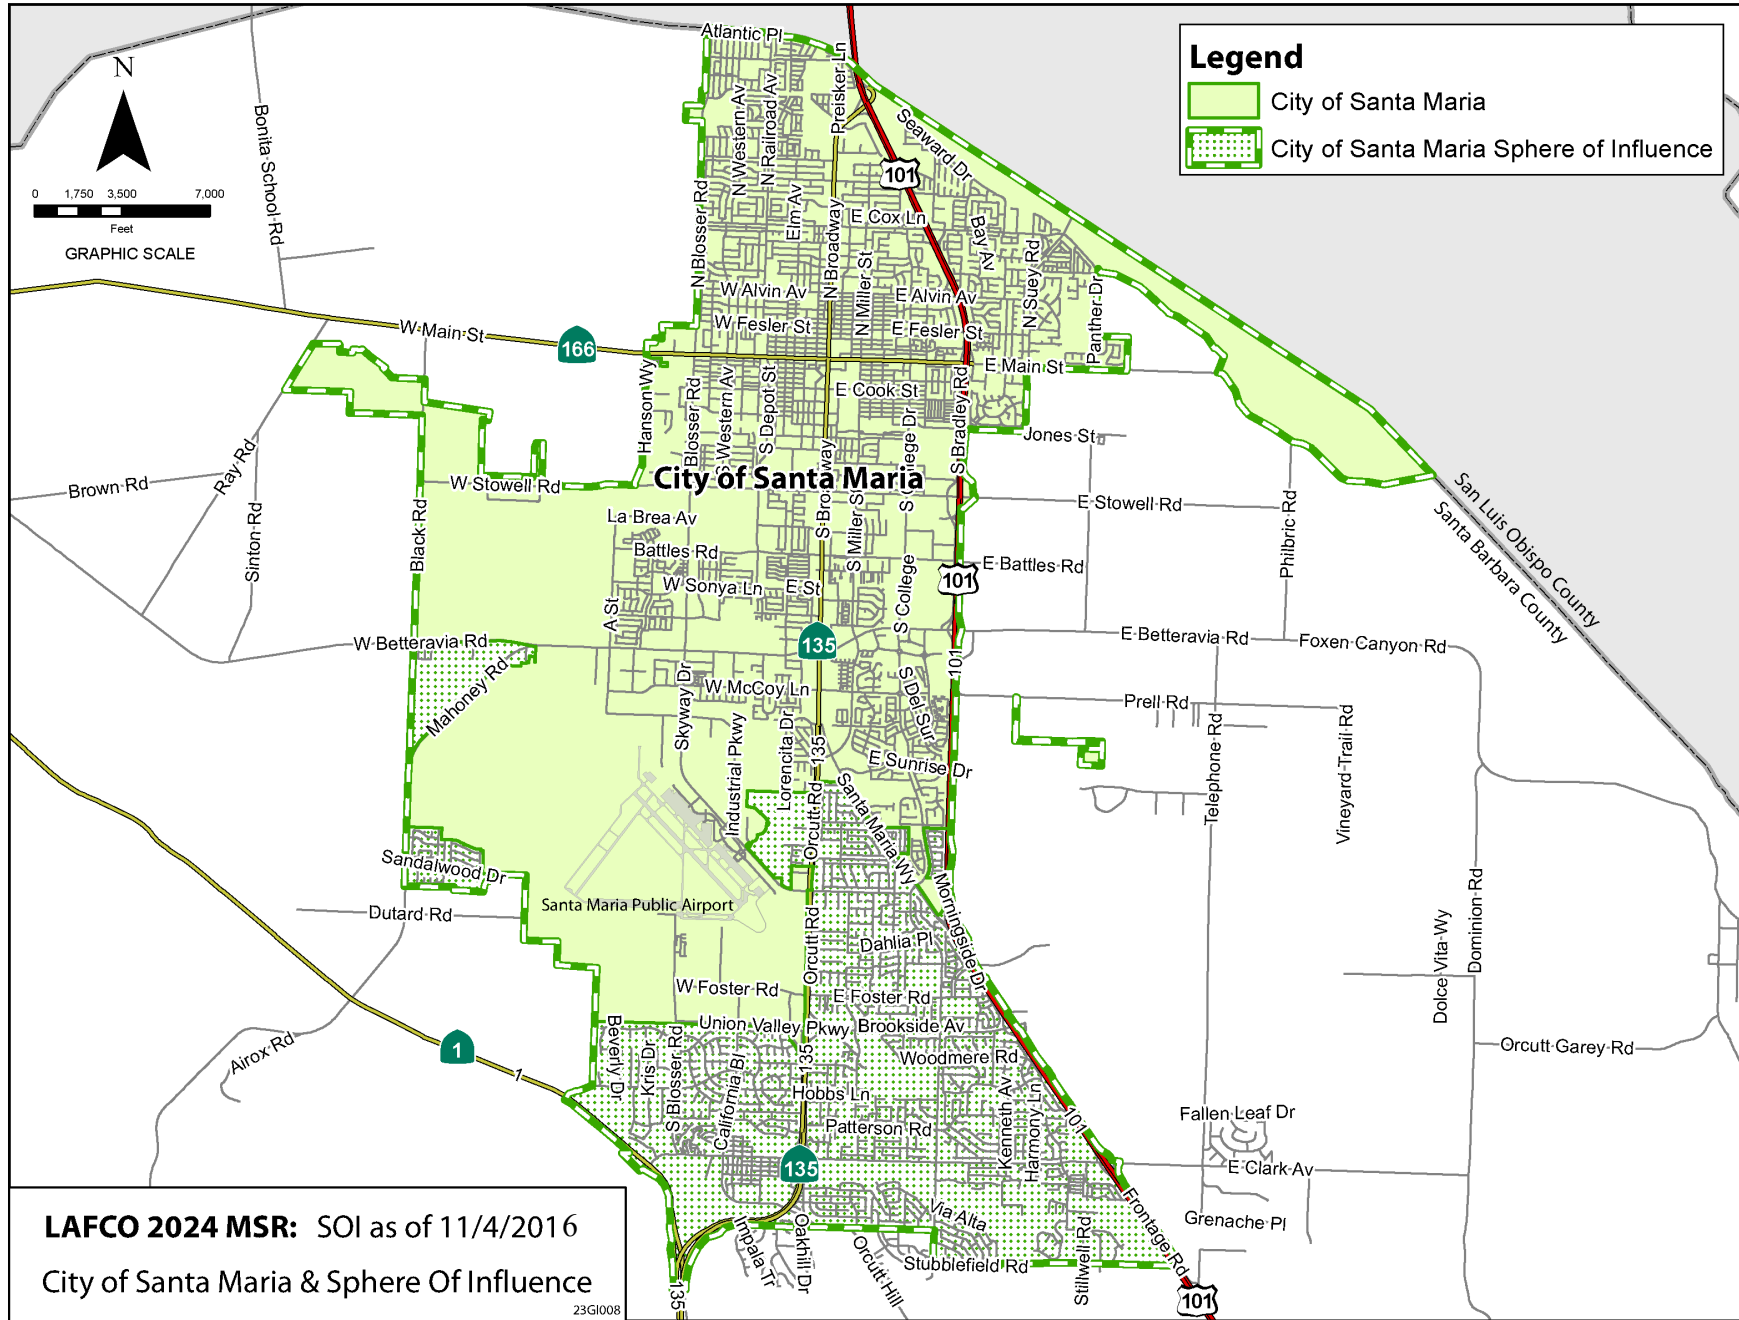 Legend
City of Santa Maria
City of Santa Maria Sphere of Influence
N
0 1,750 3,500 7,000
Feet
GRAPHIC SCALE
Atlantic Pl
Preisker Ln
Bonita School Rd
N Western Av
N Railroad Av
Seaward Dr
101
N Blosser Rd
Elm Av
N Broadway
E Cox Ln
Bay Av
N Suey Rd
N Miller St
W Alvin Av
E Alvin Av
Panther Dr
W Main St
166
W Fesler St
E Fesler St
E Main St
Hanson Wy
S Western Av
S Depot St
Blosser Rd
E Cook St
S College Dr
S Bradley Rd
Jones St
Ray Rd
Brown Rd
City of Santa Maria
S Broadway
S Miller St
W Stowell Rd
E Stowell Rd
San Luis Obispo County
Santa Barbara County
Black Rd
Sinton Rd
La Brea Av
Battles Rd
E Battles Rd
Philbric Rd
W Sonya Ln
E St
101
A St
S College
W Betteravia Rd
135
E Betteravia Rd
Foxen Canyon Rd
Mahoney Rd
Skyway Dr
W McCoy Ln
S Del Sur
101
Prell Rd
Industrial Pkwy
Lorencita Dr
135
E Sunrise Dr
Telephone Rd
Vineyard Trail Rd
Orcutt Rd
Santa Maria Wy
Sandalwood Dr
Morningside Dr
Dutard Rd
Santa Maria Public Airport
Orcutt Rd
Dahlia Pl
Dolce Vita Wy
Dominion Rd
W Foster Rd
E Foster Rd
Union Valley Pkwy
Brookside Av
Airox Rd
1
1
Beverly Dr
Kris Dr
S Blosser Rd
California Bl
135
Woodmere Rd
Orcutt Garey Rd
Hobbs Ln
Kenneth Av
Harmony Ln
101
Patterson Rd
Fallen Leaf Dr
135
E Clark Av
Via Alta
Frontage Rd
Grenache Pl
Impala Tr
Oakhill Dr
Orcutt Hill
Stubblefield Rd
Stillwell Rd
135
101
LAFCO 2024 MSR: SOI as of 11/4/2016
City of Santa Maria & Sphere Of Influence
23GI008